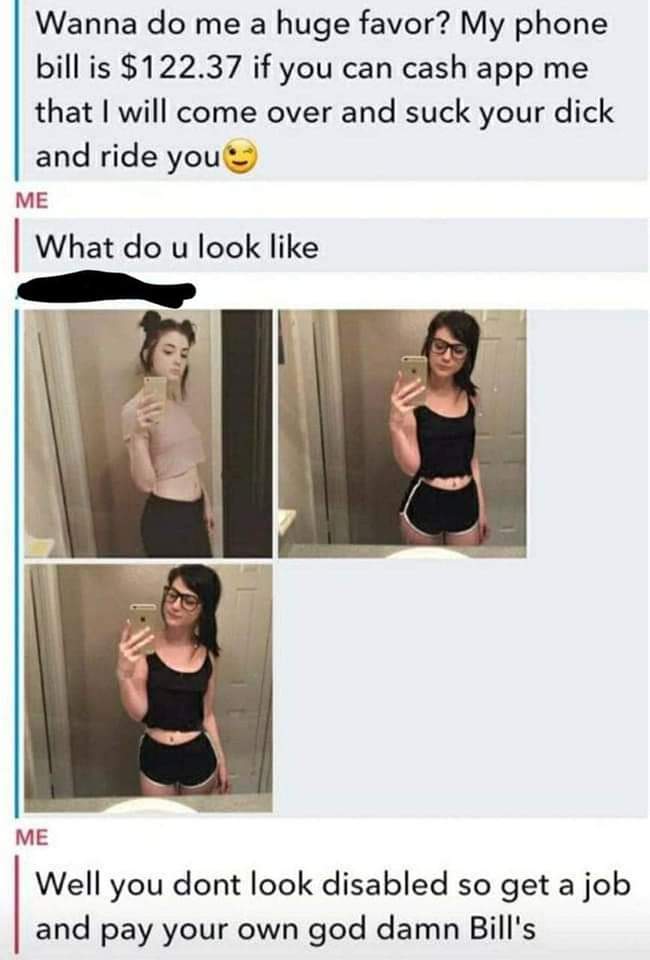 Wanna do me a huge favor? My phone
bill is $122.37 if you can cash app me
that I will come over and suck your dick
and ride you😉
ME
What do u look like
ME
Well you dont look disabled so get a job
and pay your own god damn Bill's